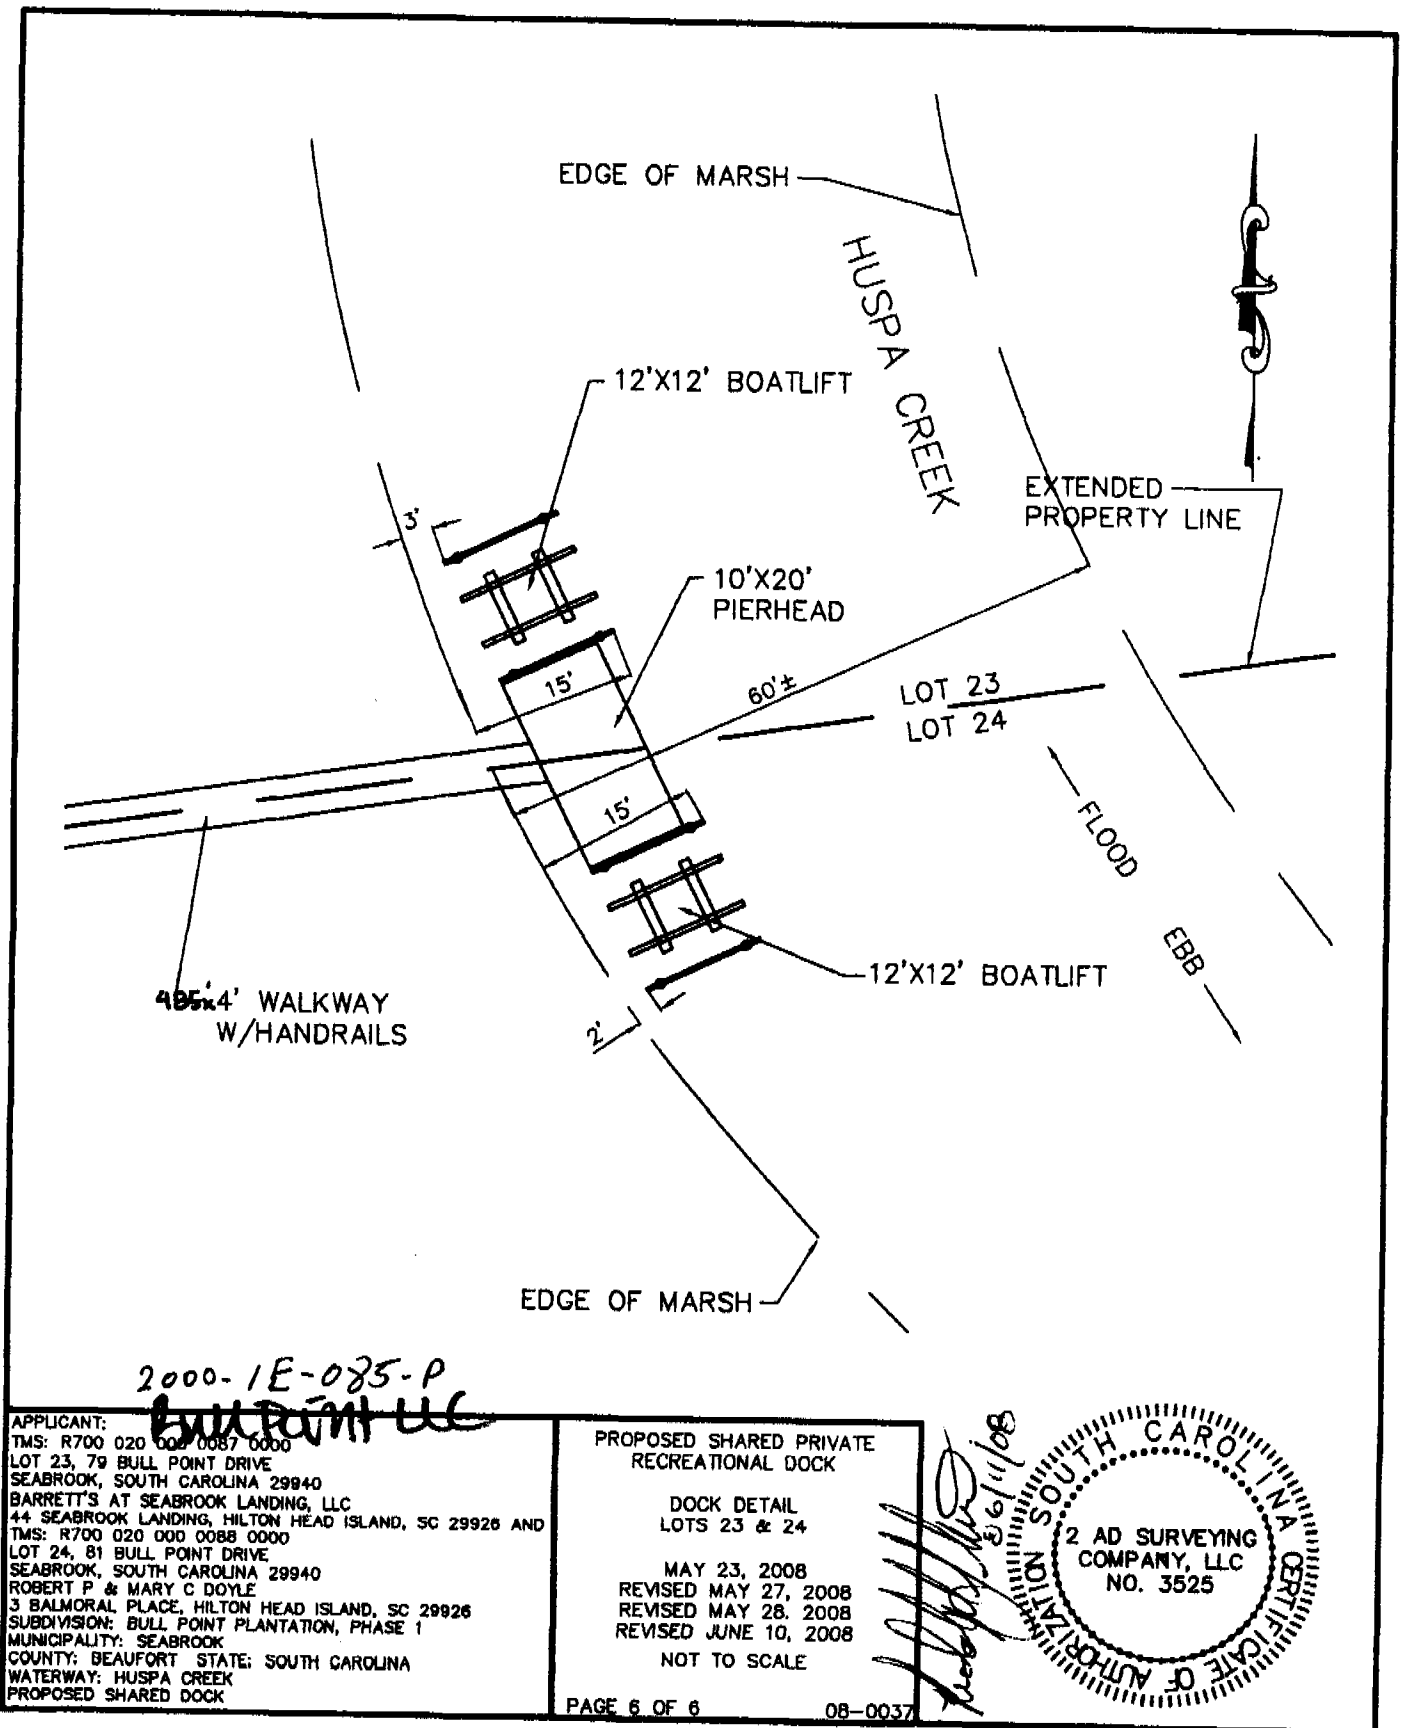 EDGE OF MARSH
HUSPA CREEK
12'X12' BOATLIFT
EXTENDED
PROPERTY LINE
3'
10'X20'
PIERHEAD
15'
60'±
LOT 23
LOT 24
15'
FLOOD
EBB
12'X12' BOATLIFT
4' WALKWAY
W/HANDRAILS
2'
EDGE OF MARSH
2000-1E-085-P
Bull Point LLC
APPLICANT:
TMS: R700 020 000 0087 0000
LOT 23, 79 BULL POINT DRIVE
SEABROOK, SOUTH CAROLINA 29940
BARRETT'S AT SEABROOK LANDING, LLC
44 SEABROOK LANDING, HILTON HEAD ISLAND, SC 29926 AND
TMS: R700 020 000 0088 0000
LOT 24, 81 BULL POINT DRIVE
SEABROOK, SOUTH CAROLINA 29940
ROBERT P & MARY C DOYLE
3 BALMORAL PLACE, HILTON HEAD ISLAND, SC 29926
SUBDIVISION: BULL POINT PLANTATION, PHASE 1
MUNICIPALITY: SEABROOK
COUNTY: BEAUFORT STATE: SOUTH CAROLINA
WATERWAY: HUSPA CREEK
PROPOSED SHARED DOCK
PROPOSED SHARED PRIVATE
RECREATIONAL DOCK
DOCK DETAIL
LOTS 23 & 24
MAY 23, 2008
REVISED MAY 27, 2008
REVISED MAY 28. 2008
REVISED JUNE 10, 2008
NOT TO SCALE
PAGE 6 OF 6 08-0037
6/11/08
SOUTH CAROLINA CERTIFICATE OF AUTHORIZATION
2 AD SURVEYING
COMPANY, LLC
NO. 3525